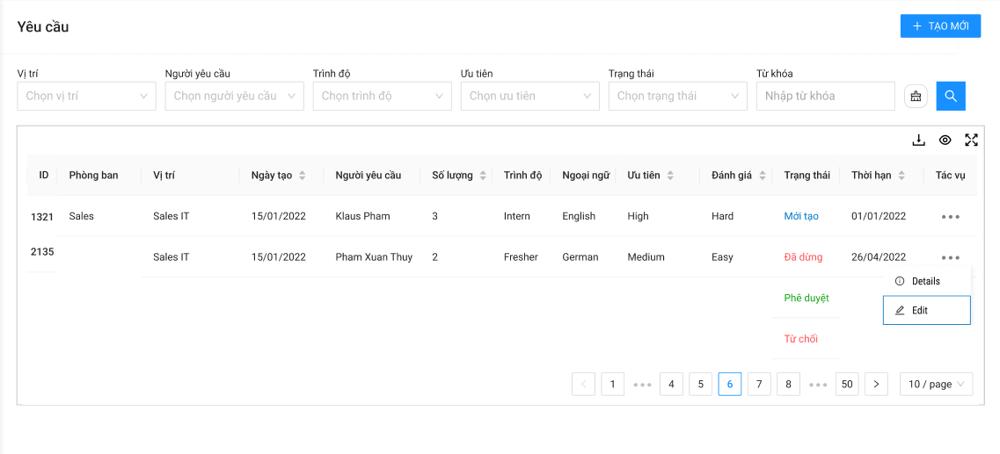 Yêu cầu
TẠO MỚI
Vị trí Người yêu cầu Trình độ Ưu tiên Trạng thái Từ khóa
Chọn vị trí Chọn người yêu cầu Chọn trình độ Chọn ưu tiên Chọn trạng thái Nhập từ khóa
ID Phòng ban Vị trí Ngày tạo Người yêu cầu Số lượng Trình độ Ngoại ngữ Ưu tiên Đánh giá Trạng thái Thời hạn Tác vụ
1321 Sales Sales IT 15/01/2022 Klaus Pham 3 Intern English High Hard Mới tạo 01/01/2022 •••
2135 Sales IT 15/01/2022 Pham Xuan Thuy 2 Fresher German Medium Easy Đã dừng 26/04/2022 •••
Details
Phê duyệt
Edit
Từ chối
< 1 ••• 4 5 6 7 8 ••• 50 > 10 / page